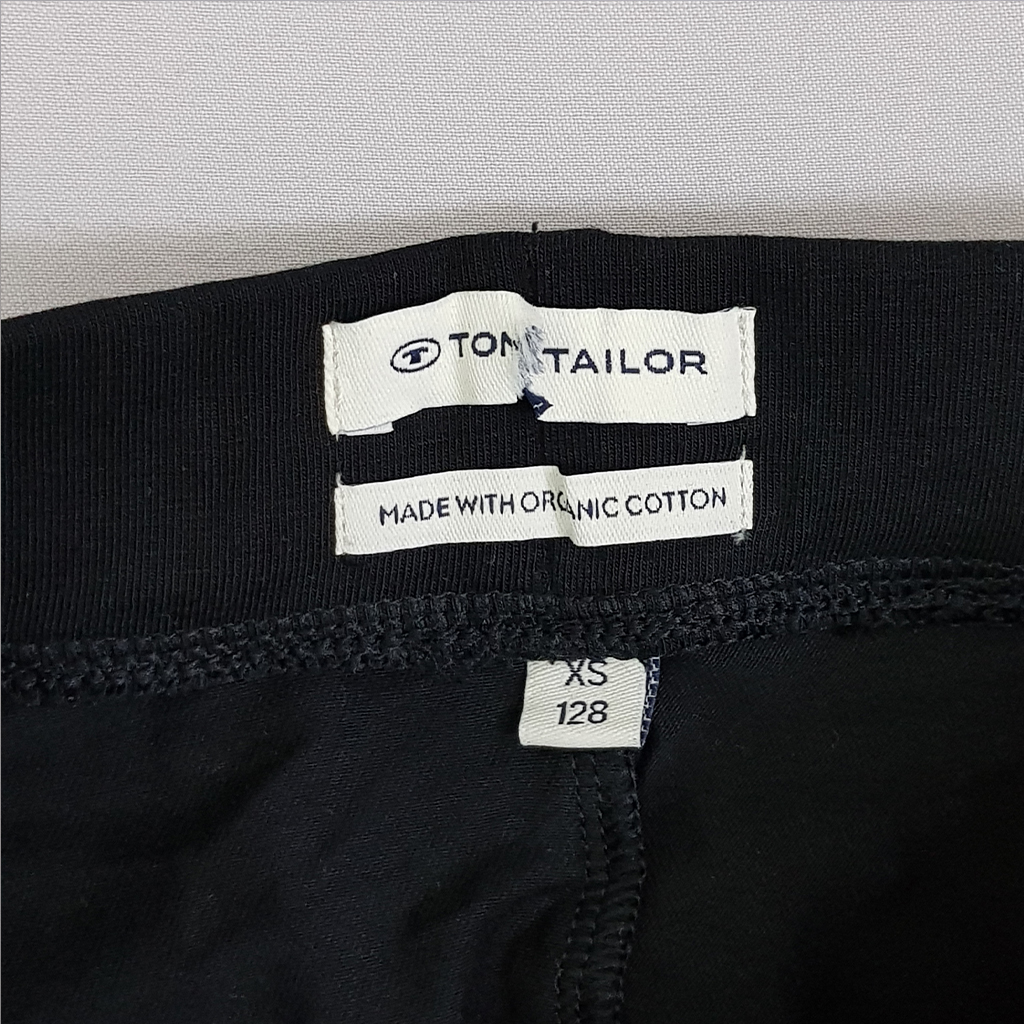 TOM TAILOR
MADE WITH ORGANIC COTTON
XS
128